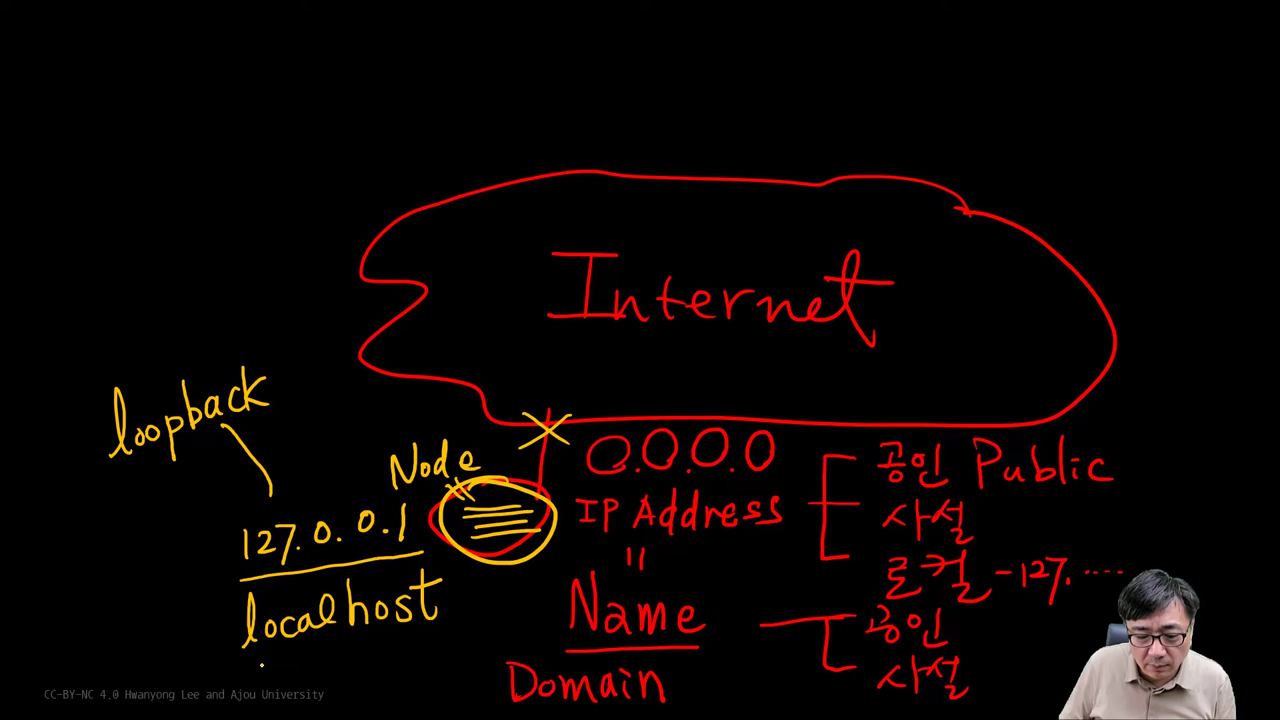 Internet
loopback
127.0.0.1
localhost
Node
0.0.0.0
IP Address
=
Name
Domain
공인 Public
사설
로컬 - 127. ....
공인
사설
CC-BY-NC 4.0 Hwanyong Lee and Ajou University